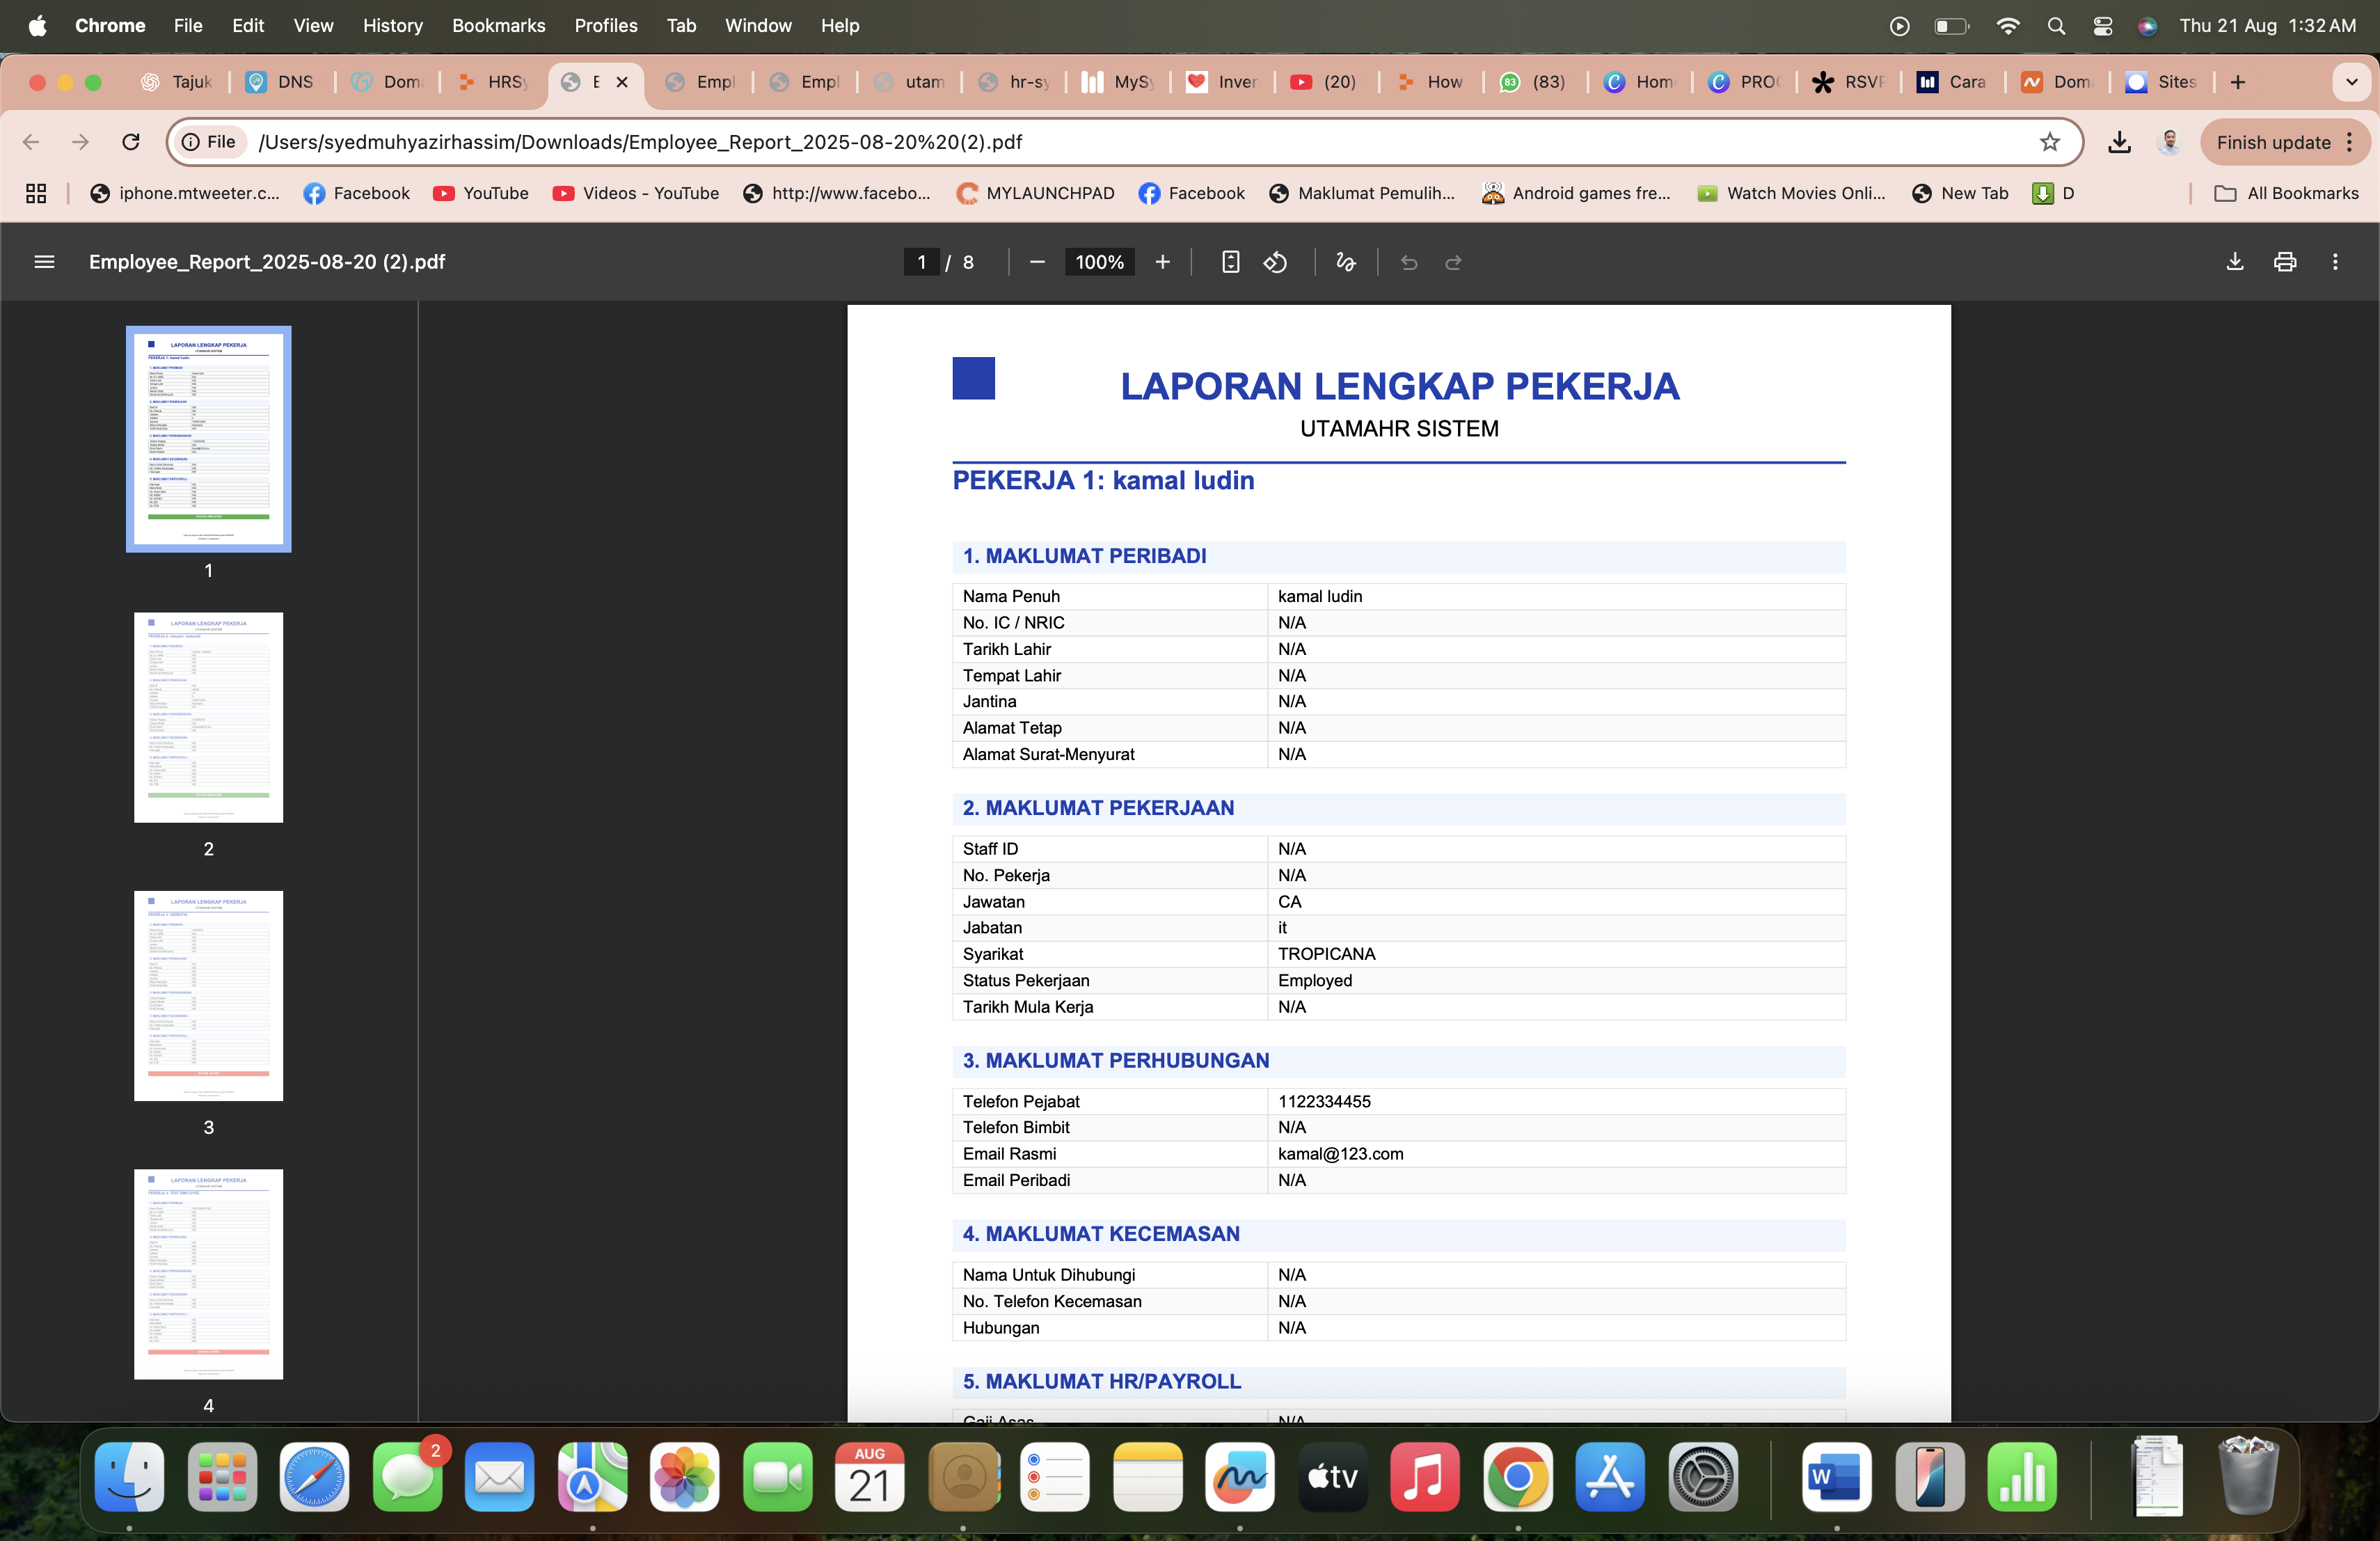 Chrome File Edit View History Bookmarks Profiles Tab Window Help Thu 21 Aug 1:32 AM
Tajuk DNS Dom HRSy E Empl Empl utam hr-sy MySy Inver (20) How 83 (83) Hom PRO RSVP Cara Dom Sites
File /Users/syedmuhyazirhassim/Downloads/Employee_Report_2025-08-20%20(2).pdf Finish update
iphone.mtweeter.c... Facebook YouTube Videos - YouTube http://www.facebo... MYLAUNCHPAD Facebook Maklumat Pemulih... Android games fre... Watch Movies Onli... New Tab D All Bookmarks
Employee_Report_2025-08-20 (2).pdf 1 / 8 100%
1
2
3
4
LAPORAN LENGKAP PEKERJA
UTAMAHR SISTEM
PEKERJA 1: kamal ludin
1. MAKLUMAT PERIBADI
Nama Penuh kamal ludin
No. IC / NRIC N/A
Tarikh Lahir N/A
Tempat Lahir N/A
Jantina N/A
Alamat Tetap N/A
Alamat Surat-Menyurat N/A
2. MAKLUMAT PEKERJAAN
Staff ID N/A
No. Pekerja N/A
Jawatan CA
Jabatan it
Syarikat TROPICANA
Status Pekerjaan Employed
Tarikh Mula Kerja N/A
3. MAKLUMAT PERHUBUNGAN
Telefon Pejabat 1122334455
Telefon Bimbit N/A
Email Rasmi kamal@123.com
Email Peribadi N/A
4. MAKLUMAT KECEMASAN
Nama Untuk Dihubungi N/A
No. Telefon Kecemasan N/A
Hubungan N/A
5. MAKLUMAT HR/PAYROLL
Gaji Asas N/A
2
AUG
21
tv
W